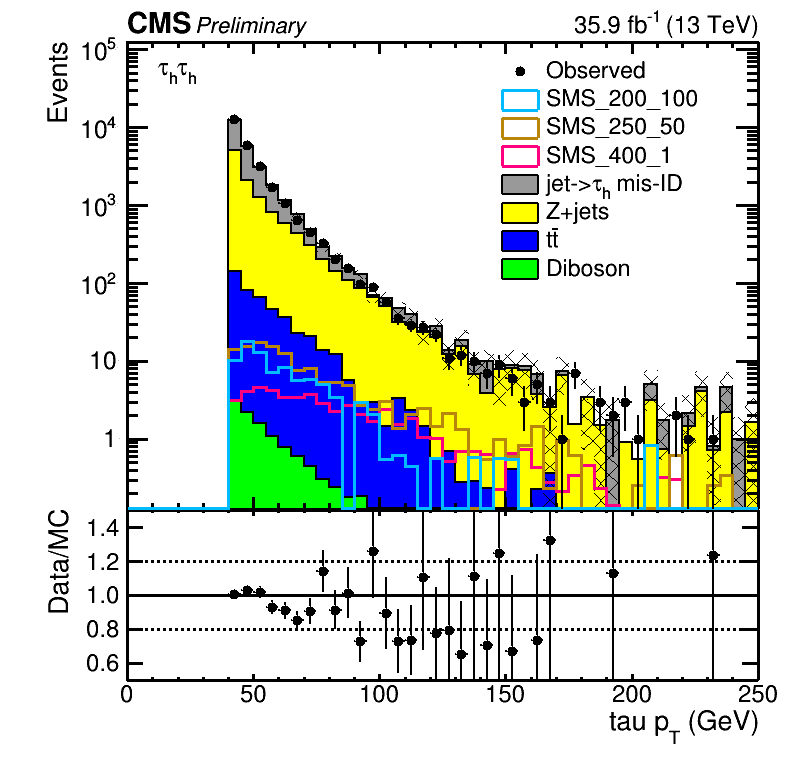 CMS Preliminary 35.9 fb⁻¹ (13 TeV)
Events
τₕτₕ
10⁵
10⁴
10³
10²
10
1
Observed
SMS_200_100
SMS_250_50
SMS_400_1
jet->τₕ mis-ID
Z+jets
tt̄
Diboson
Data/MC
1.4
1.2
1.0
0.8
0.6
0 50 100 150 200 250
tau p_T (GeV)